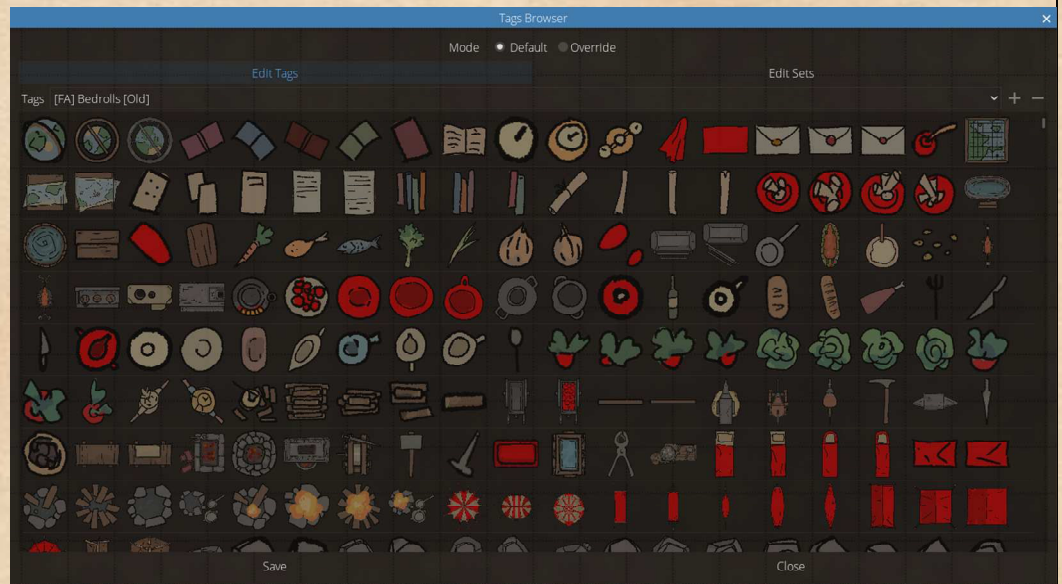 Tags Browser
Mode Default Override
Edit Tags Edit Sets
Tags [FA] Bedrolls [Old]
Save Close